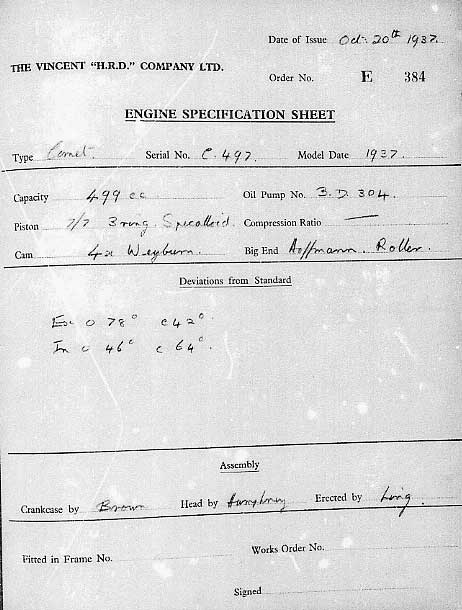 Date of Issue Oct: 20th 1937.
THE VINCENT "H.R.D." COMPANY LTD.
Order No. E 384
ENGINE SPECIFICATION SHEET
Type Comet. Serial No. C.497. Model Date 1937.
Capacity 499 cc Oil Pump No. B.D. 304.
Piston 7/7 3 ring. Specalloid. Compression Ratio —
Cam 4a Weyburn. Big End Hoffmann. Roller.
Deviations from Standard
Ex O 78° C 42°.
In O 46° C 64°.
Assembly
Crankcase by Brown Head by Humphrey Erected by Ling.
Fitted in Frame No. Works Order No.
Signed